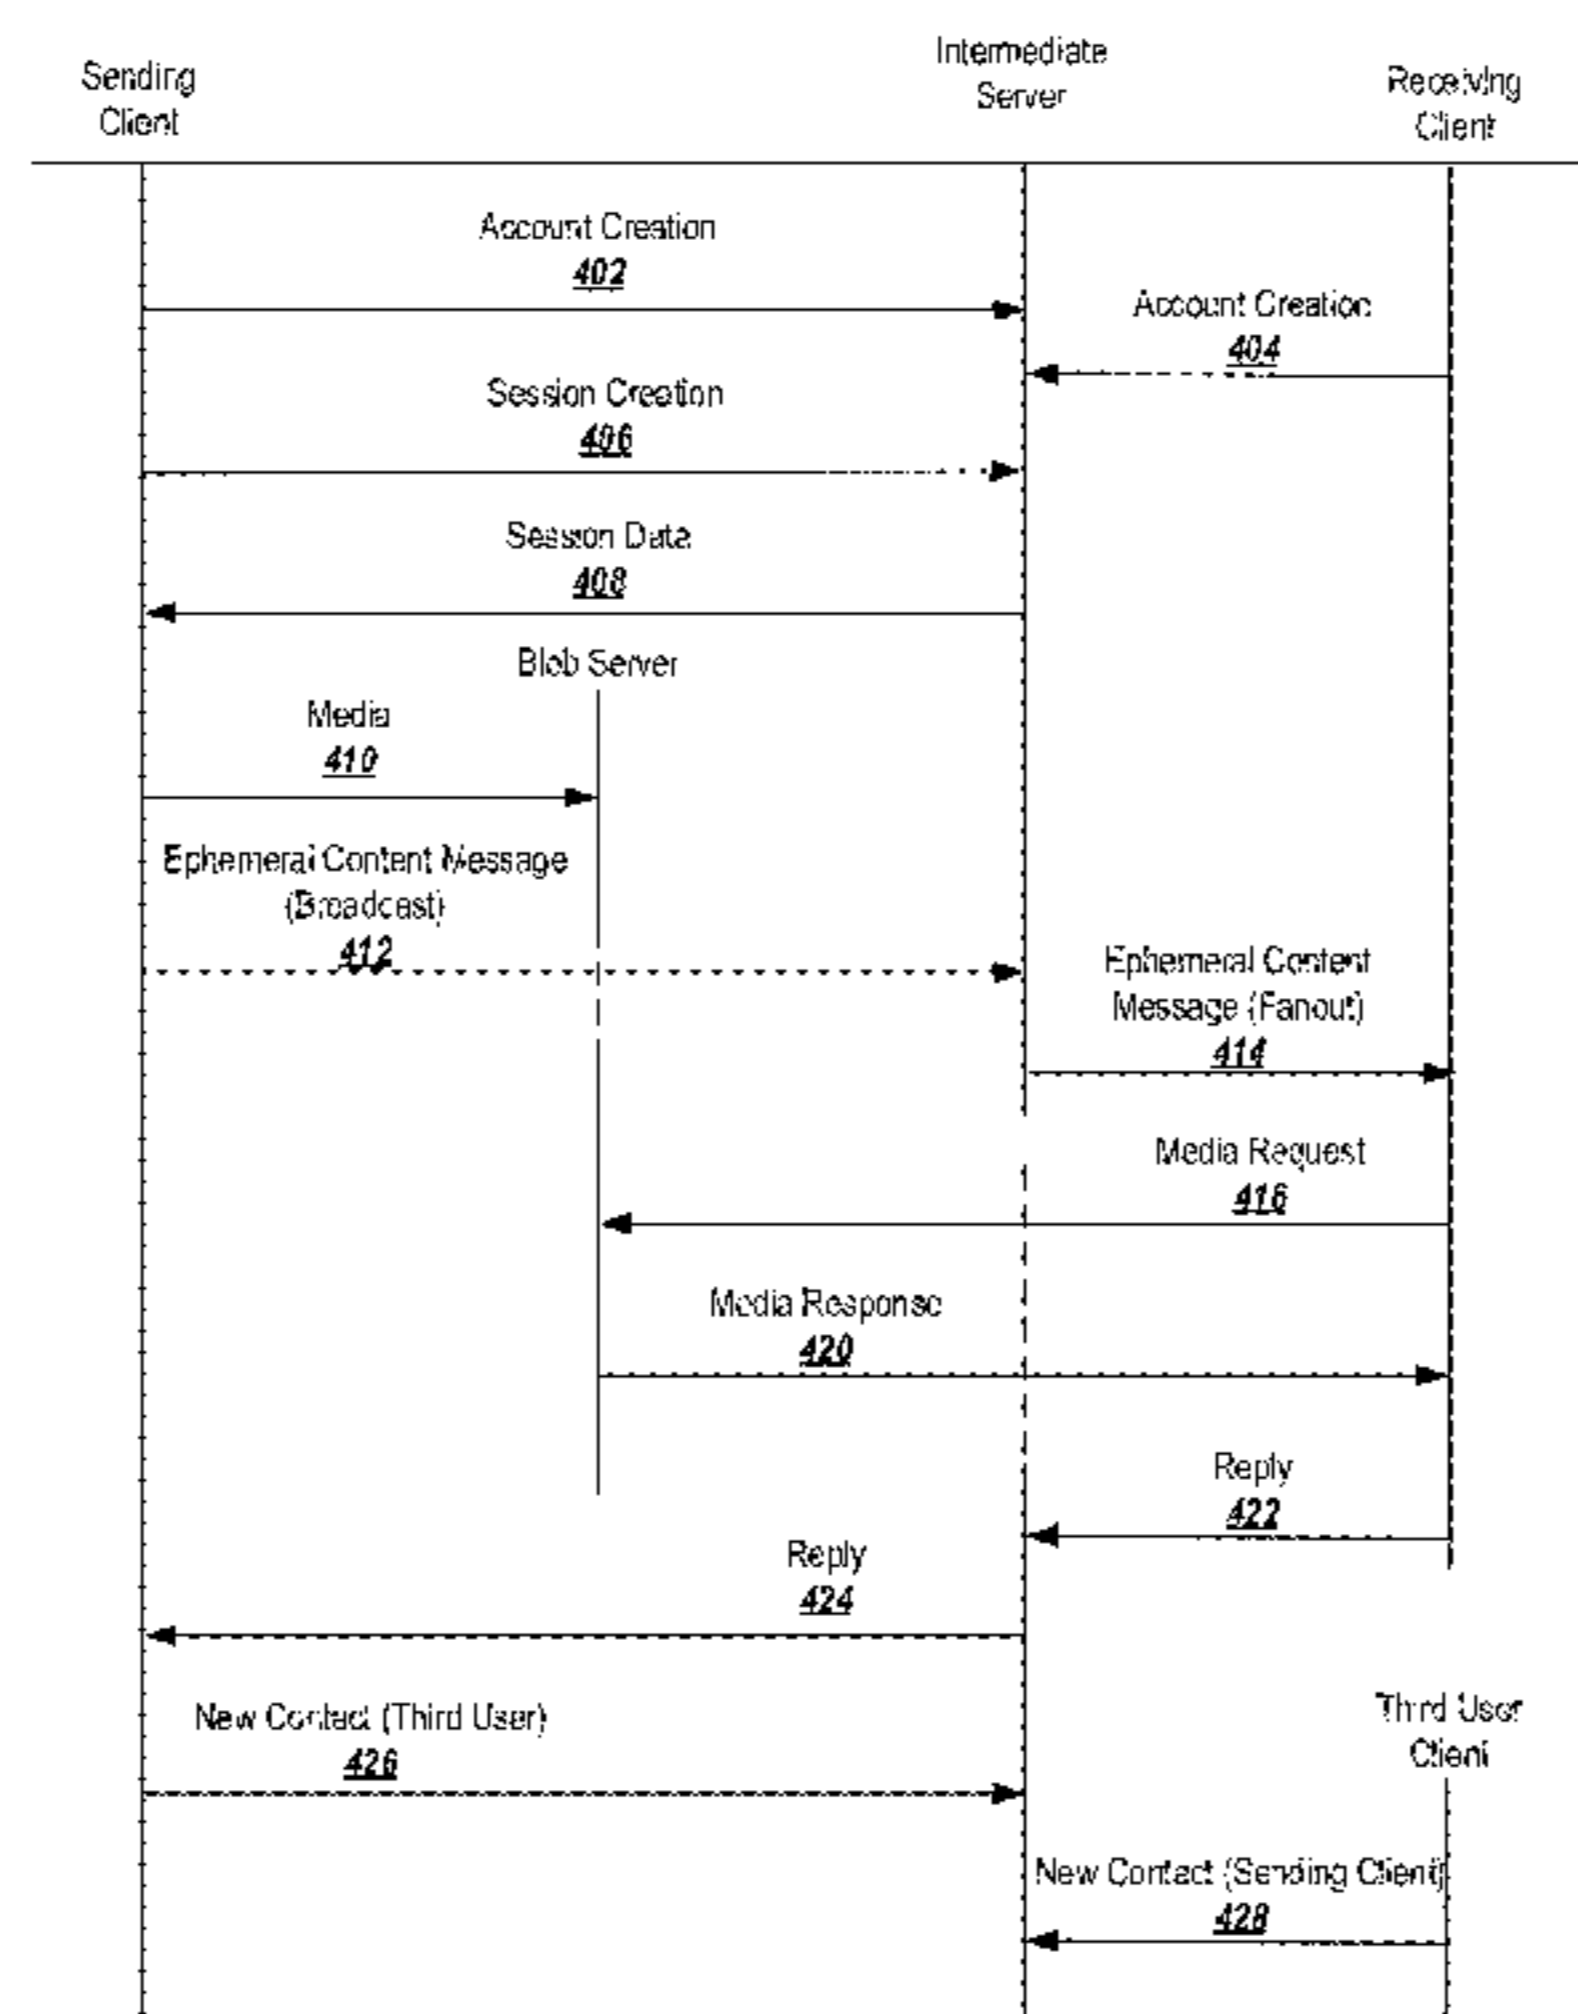 Sending
Client
Intermediate
Server
Receiving
Client
Account Creation
402
Account Creation
404
Session Creation
406
Session Data
408
Blob Server
Media
410
Ephemeral Content Message
(Broadcast)
412
Ephemeral Content
Message (Fanout)
414
Media Request
416
Media Response
420
Reply
422
Reply
424
New Contact (Third User)
426
Third User
Client
New Contact (Sending Client)
428